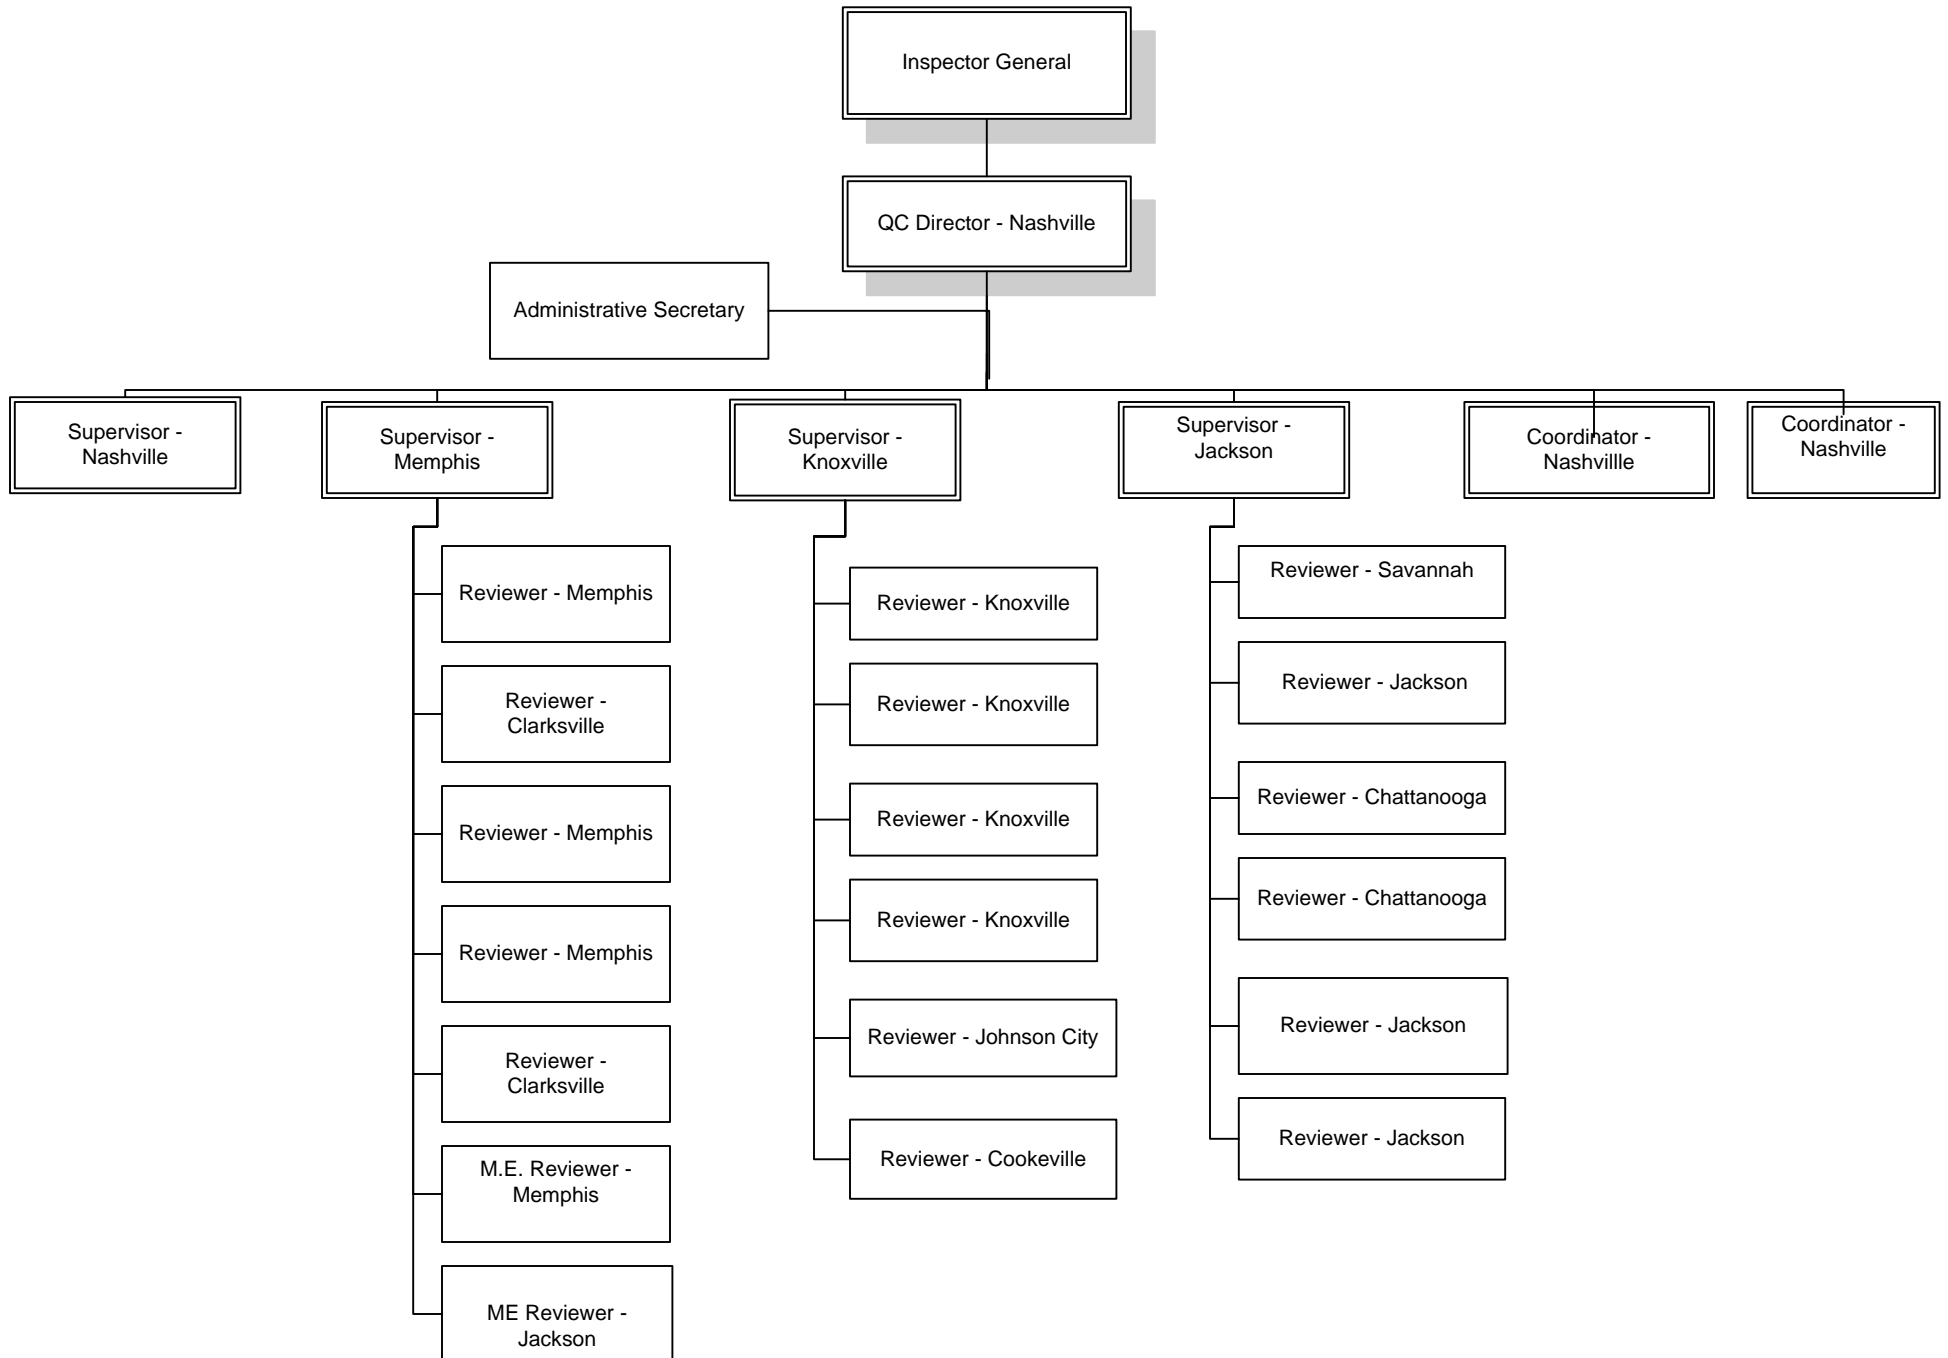 Inspector General
QC Director - Nashville
Administrative Secretary
Supervisor -
Nashville
Supervisor -
Memphis
Supervisor -
Knoxville
Supervisor -
Jackson
Coordinator -
Nashvillle
Coordinator -
Nashville
Reviewer - Memphis
Reviewer -
Clarksville
Reviewer - Memphis
Reviewer - Memphis
Reviewer -
Clarksville
M.E. Reviewer -
Memphis
ME Reviewer -
Jackson
Reviewer - Knoxville
Reviewer - Knoxville
Reviewer - Knoxville
Reviewer - Knoxville
Reviewer - Johnson City
Reviewer - Cookeville
Reviewer - Savannah
Reviewer - Jackson
Reviewer - Chattanooga
Reviewer - Chattanooga
Reviewer - Jackson
Reviewer - Jackson